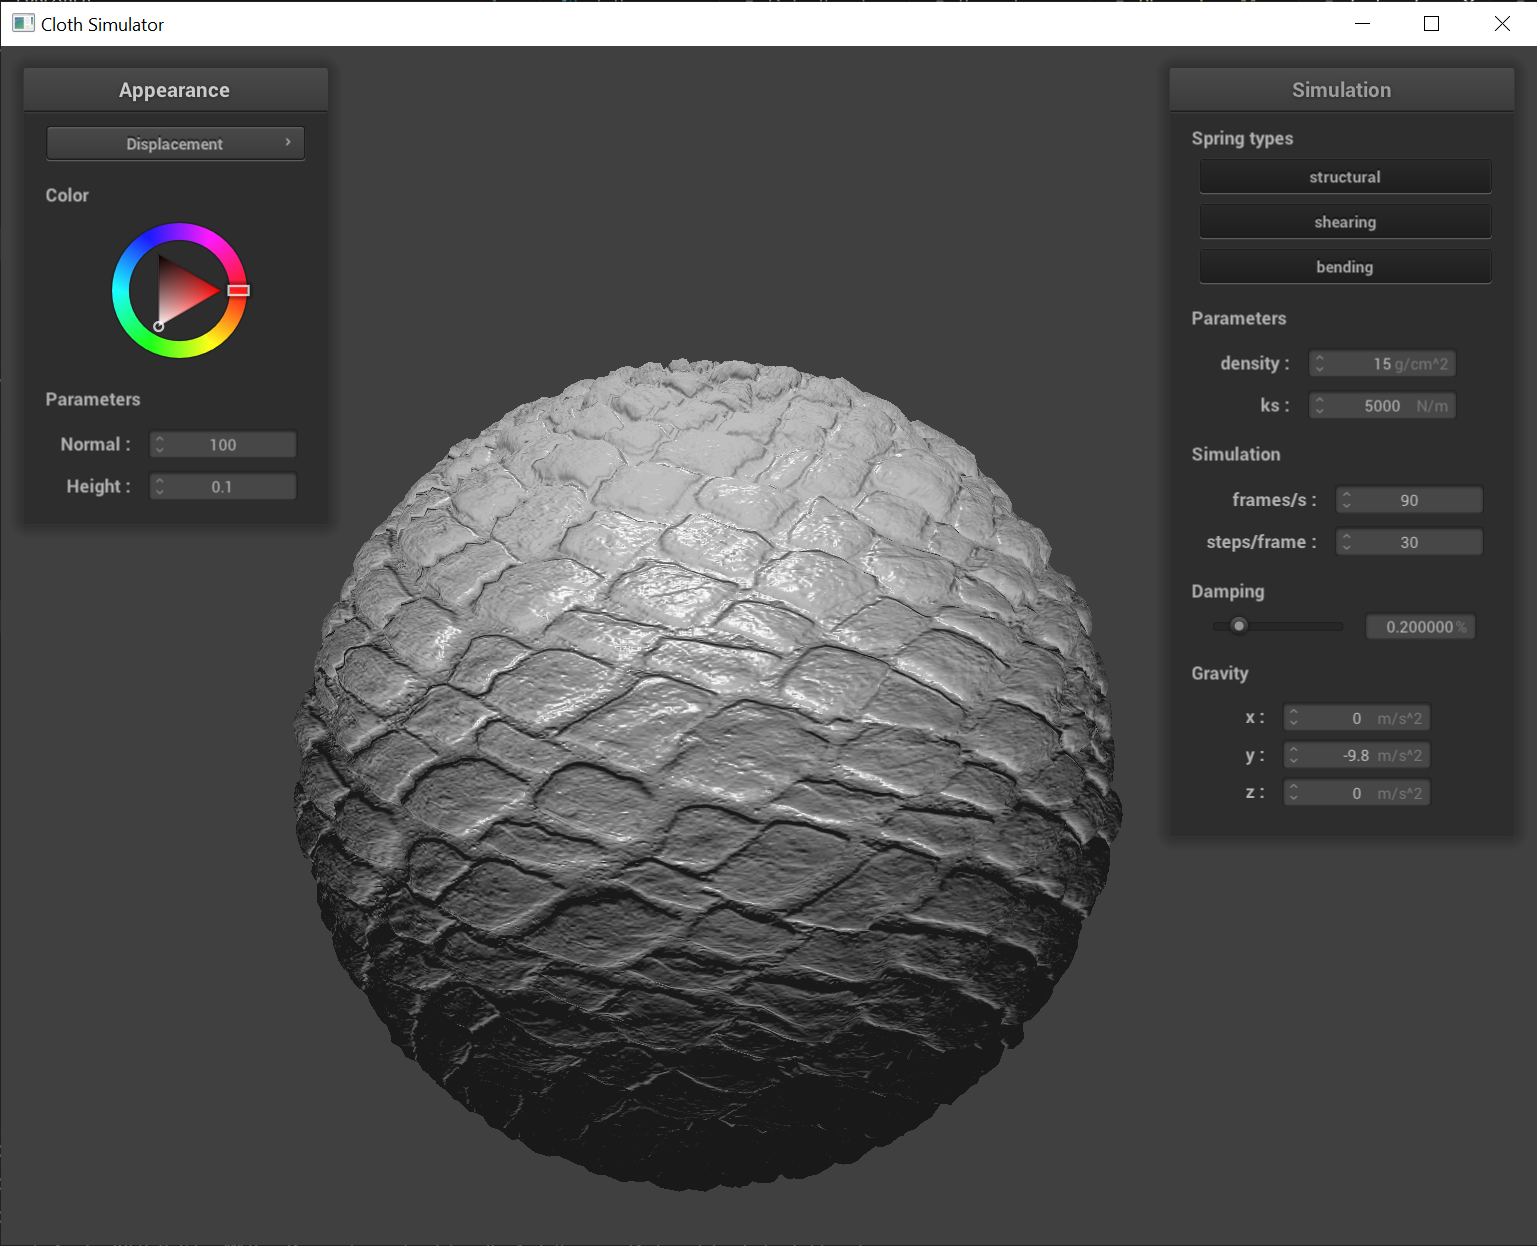 Cloth Simulator
Appearance
Displacement
Color
Parameters
Normal : 100
Height : 0.1
Simulation
Spring types
structural
shearing
bending
Parameters
density : 15 g/cm^2
ks : 5000 N/m
Simulation
frames/s : 90
steps/frame : 30
Damping
0.200000 %
Gravity
x : 0 m/s^2
y : -9.8 m/s^2
z : 0 m/s^2